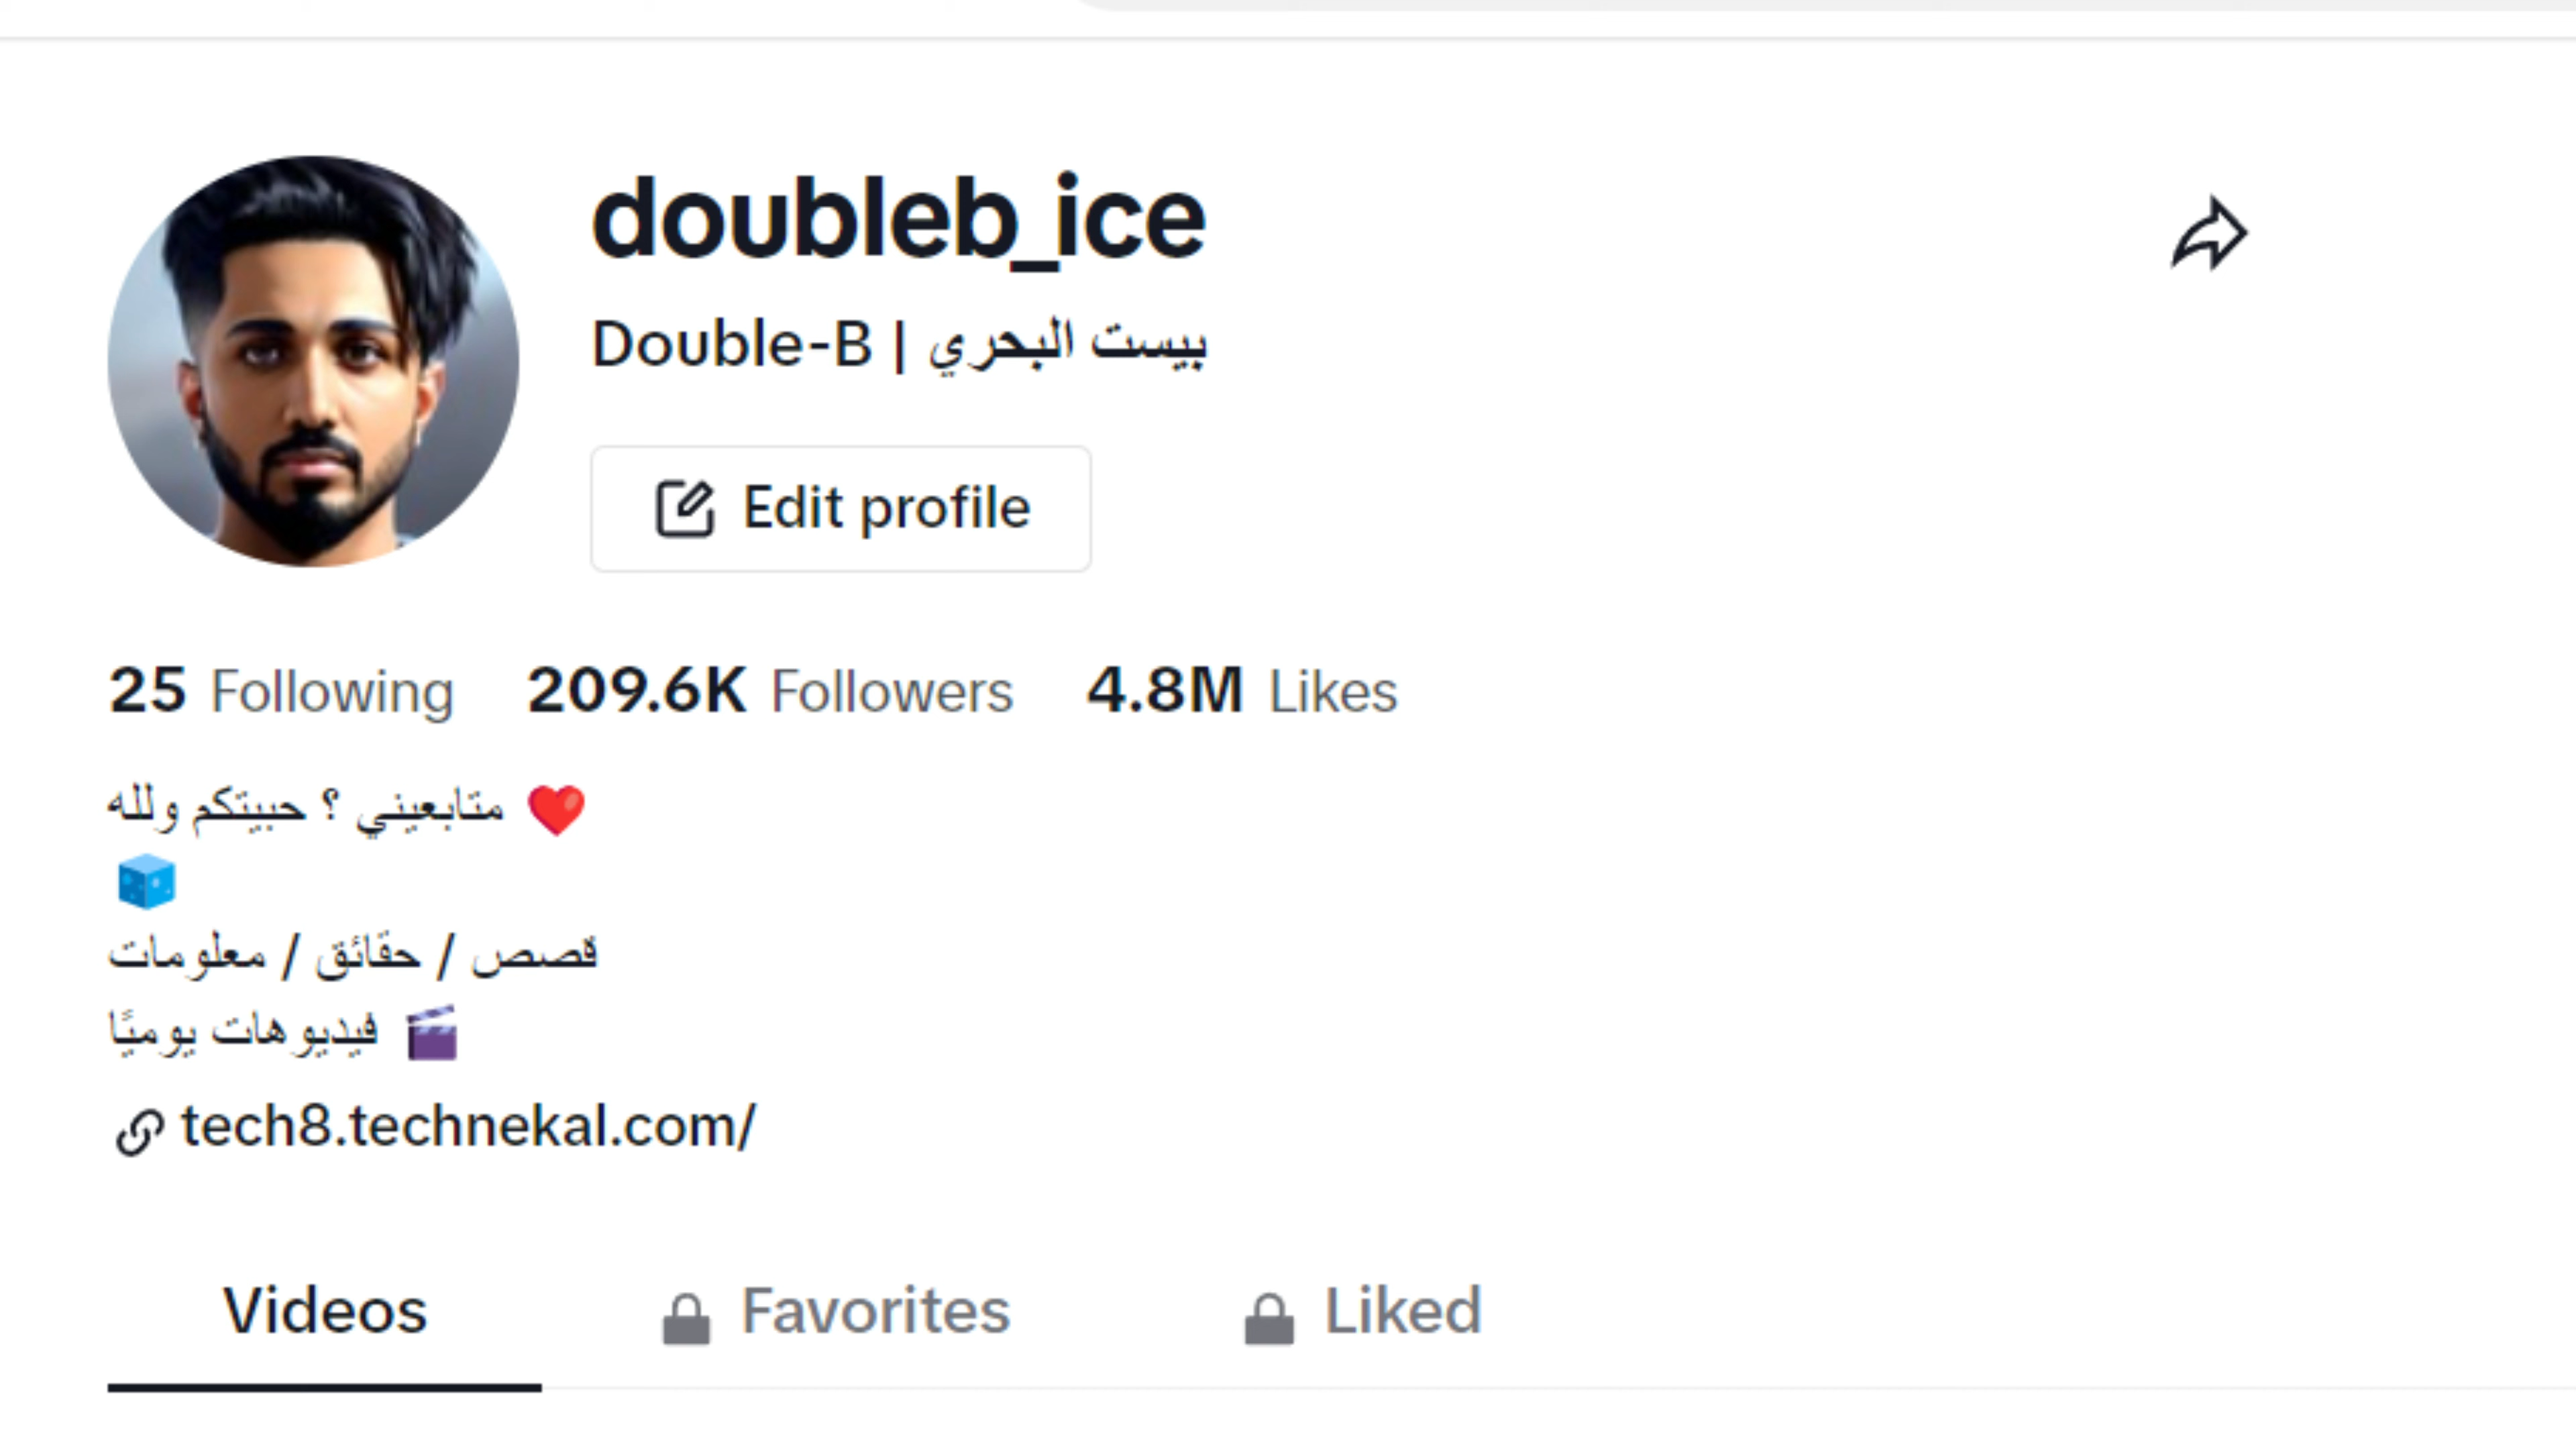 doubleb_ice
Double-B | بيست البحري
Edit profile
25 Following 209.6K Followers 4.8M Likes
متابعيني ؟ حبيتكم ولله ❤️
🧊
قصص / حقائق / معلومات
فيديوهات يوميًا 🎬
tech8.technekal.com/
Videos Favorites Liked